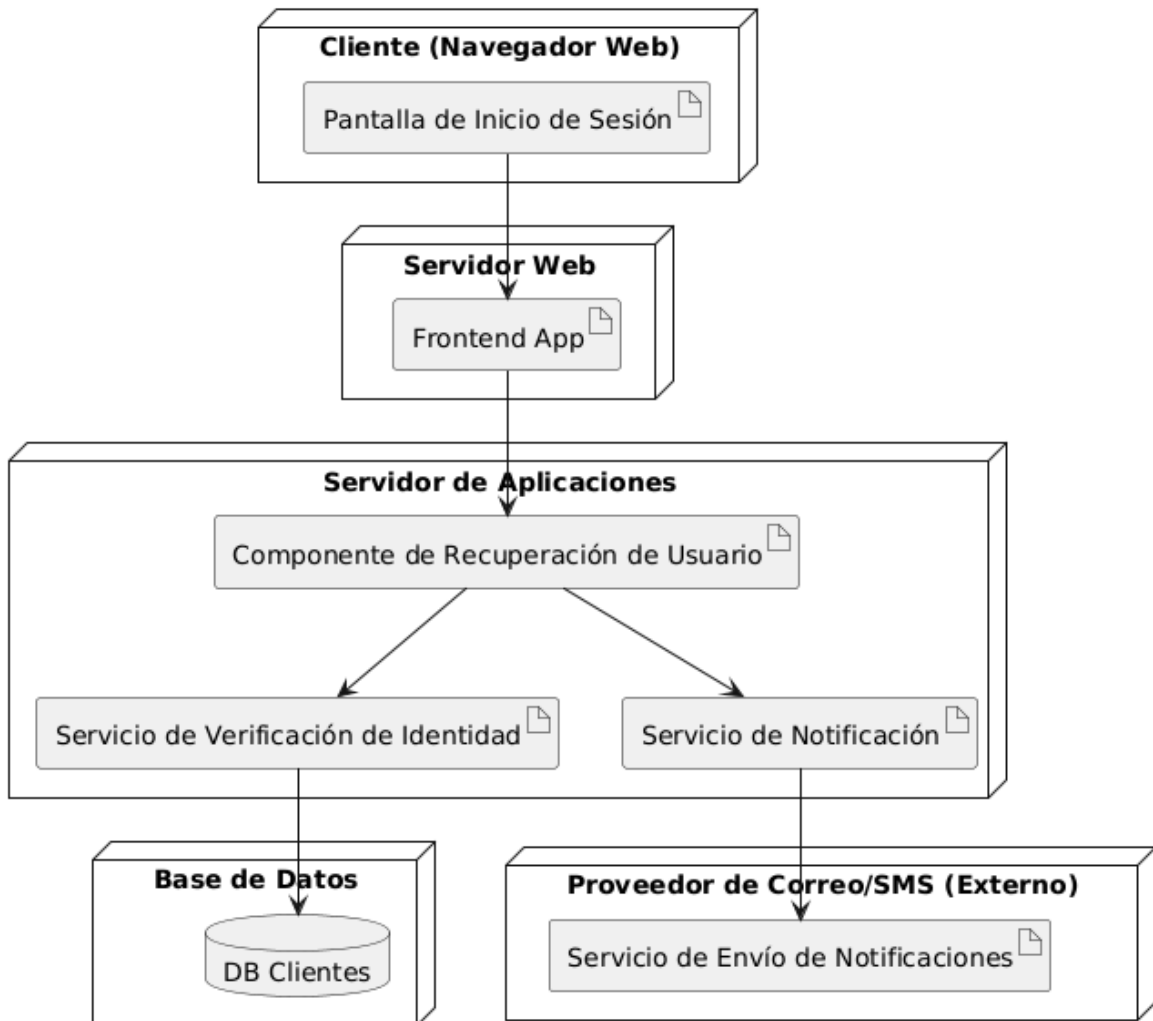 Cliente (Navegador Web)
Pantalla de Inicio de Sesión
Servidor Web
Frontend App
Servidor de Aplicaciones
Componente de Recuperación de Usuario
Servicio de Verificación de Identidad
Servicio de Notificación
Base de Datos
DB Clientes
Proveedor de Correo/SMS (Externo)
Servicio de Envío de Notificaciones